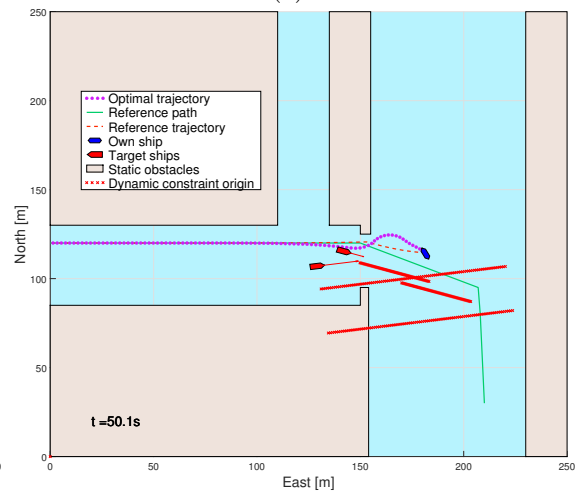 250
200
150
100
50
0
North [m]
Optimal trajectory
Reference path
Reference trajectory
Own ship
Target ships
Static obstacles
Dynamic constraint origin
t =50.1s
0 50 100 150 200 250
East [m]